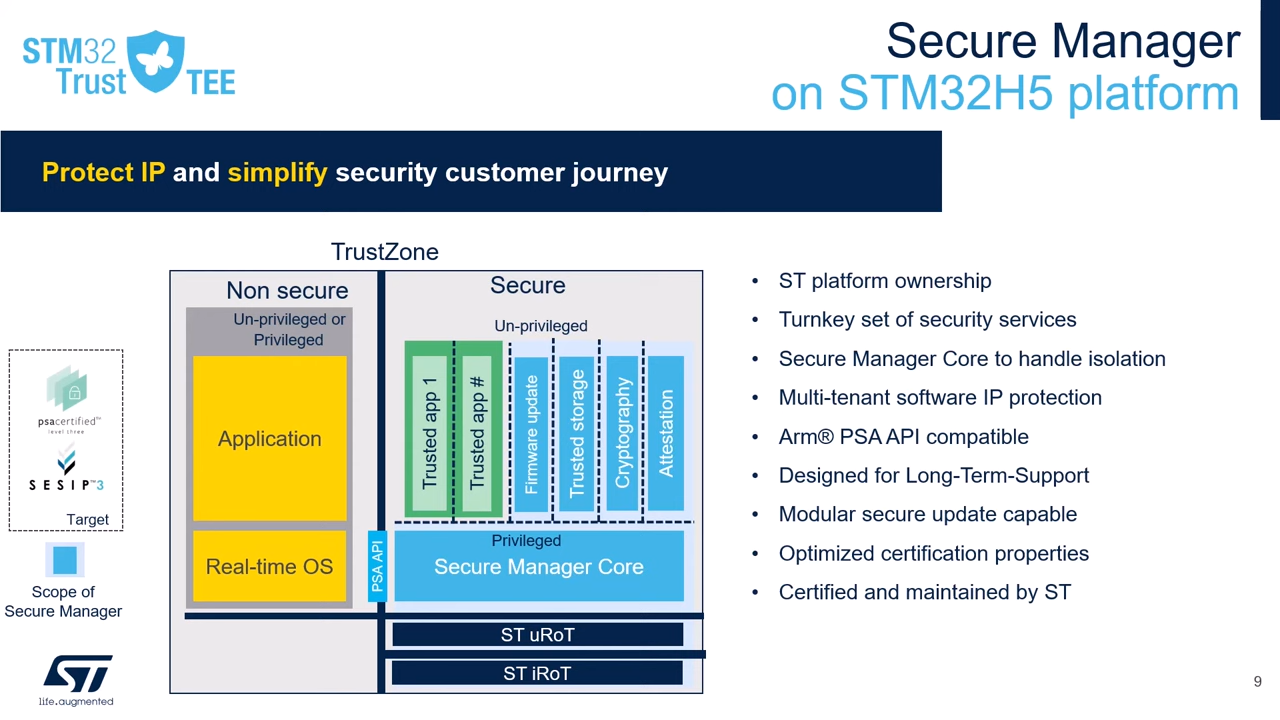 STM32
Trust
TEE
Secure Manager
on STM32H5 platform
Protect IP and simplify security customer journey
TrustZone
Non secure
Secure
Un-privileged or
Privileged
Un-privileged
Application
Real-time OS
PSA API
Trusted app 1
Trusted app #
Firmware update
Trusted storage
Cryptography
Attestation
Privileged
Secure Manager Core
ST uRoT
ST iRoT
psacertified™
level three
SESIP™3
Target
Scope of
Secure Manager
ST
life.augmented
• ST platform ownership
• Turnkey set of security services
• Secure Manager Core to handle isolation
• Multi-tenant software IP protection
• Arm® PSA API compatible
• Designed for Long-Term-Support
• Modular secure update capable
• Optimized certification properties
• Certified and maintained by ST
9